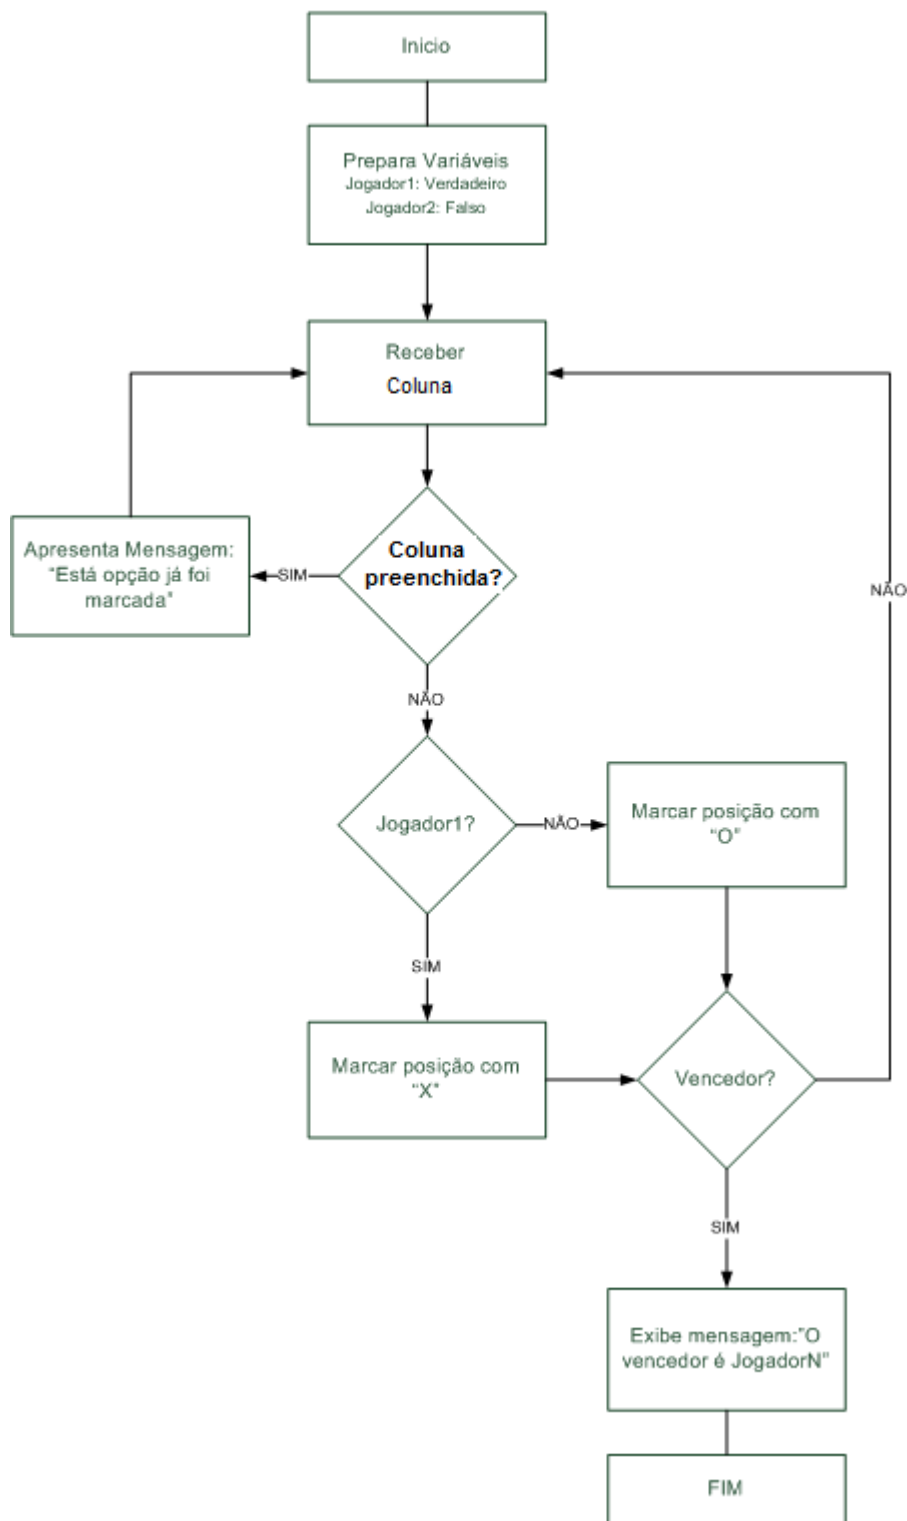 Inicio
Prepara Variáveis
Jogador1: Verdadeiro
Jogador2: Falso
Receber
Coluna
Coluna
preenchida?
SIM
Apresenta Mensagem:
“Está opção já foi
marcada”
NÃO
NÃO
Jogador1?
NÃO
Marcar posição com
“O”
SIM
Marcar posição com
“X”
Vencedor?
SIM
Exibe mensagem:”O
vencedor é JogadorN”
FIM